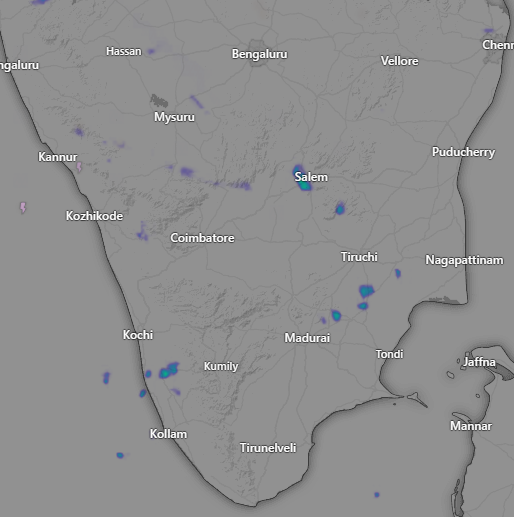 Hassan
Bengaluru
Chenn
Vellore
ngaluru
Mysuru
Puducherry
Kannur
Salem
Kozhikode
Coimbatore
Tiruchi
Nagapattinam
Kochi
Madurai
Tondi
Jaffna
Kumily
Mannar
Kollam
Tirunelveli